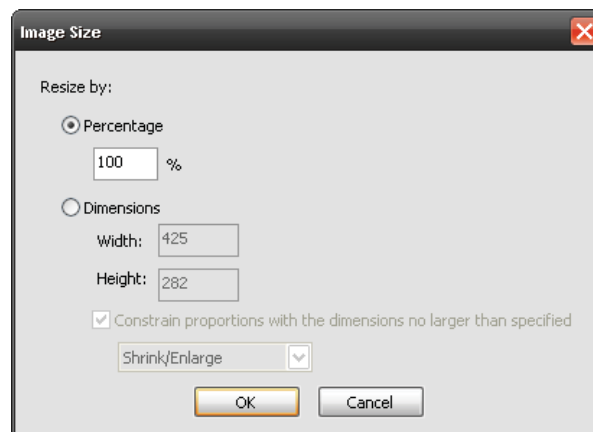 Image Size
Resize by:
Percentage
100 %
Dimensions
Width: 425
Height: 282
Constrain proportions with the dimensions no larger than specified
Shrink/Enlarge
OK Cancel